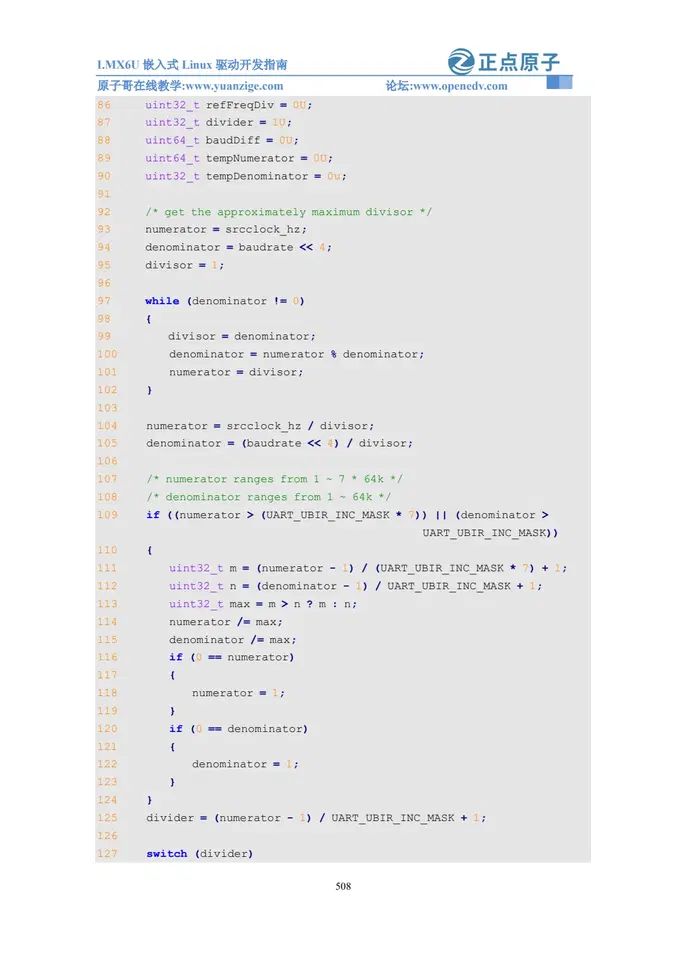 I.MX6U 嵌入式 Linux 驱动开发指南
正点原子
原子哥在线教学:www.yuanzige.com 论坛:www.openedv.com
86 uint32_t refFreqDiv = 0U;
87 uint32_t divider = 1U;
88 uint64_t baudDiff = 0U;
89 uint64_t tempNumerator = 0U;
90 uint32_t tempDenominator = 0u;
91
92 /* get the approximately maximum divisor */
93 numerator = srcclock_hz;
94 denominator = baudrate << 4;
95 divisor = 1;
96
97 while (denominator != 0)
98 {
99 divisor = denominator;
100 denominator = numerator % denominator;
101 numerator = divisor;
102 }
103
104 numerator = srcclock_hz / divisor;
105 denominator = (baudrate << 4) / divisor;
106
107 /* numerator ranges from 1 ~ 7 * 64k */
108 /* denominator ranges from 1 ~ 64k */
109 if ((numerator > (UART_UBIR_INC_MASK * 7)) || (denominator >
UART_UBIR_INC_MASK))
110 {
111 uint32_t m = (numerator - 1) / (UART_UBIR_INC_MASK * 7) + 1;
112 uint32_t n = (denominator - 1) / UART_UBIR_INC_MASK + 1;
113 uint32_t max = m > n ? m : n;
114 numerator /= max;
115 denominator /= max;
116 if (0 == numerator)
117 {
118 numerator = 1;
119 }
120 if (0 == denominator)
121 {
122 denominator = 1;
123 }
124 }
125 divider = (numerator - 1) / UART_UBIR_INC_MASK + 1;
126
127 switch (divider)
508